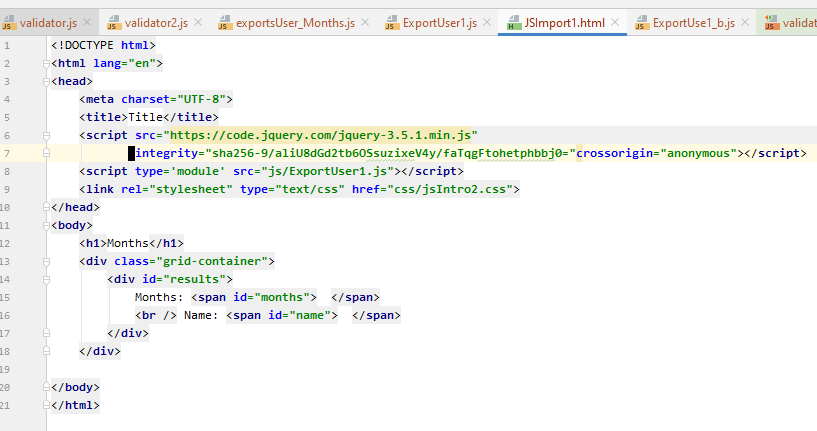 validator.js validator2.js exportsUser_Months.js ExportUser1.js JSImport1.html ExportUse1_b.js validat
1 <!DOCTYPE html>
2 <html lang="en">
3 <head>
4 <meta charset="UTF-8">
5 <title>Title</title>
6 <script src="https://code.jquery.com/jquery-3.5.1.min.js"
7 integrity="sha256-9/aliU8dGd2tb6OSsuzixeV4y/faTqgFtohetphbbj0="crossorigin="anonymous"></script>
8 <script type='module' src="js/ExportUser1.js"></script>
9 <link rel="stylesheet" type="text/css" href="css/jsIntro2.css">
10 </head>
11 <body>
12 <h1>Months</h1>
13 <div class="grid-container">
14 <div id="results">
15 Months: <span id="months"> </span>
16 <br /> Name: <span id="name"> </span>
17 </div>
18 </div>
19
20 </body>
21 </html>